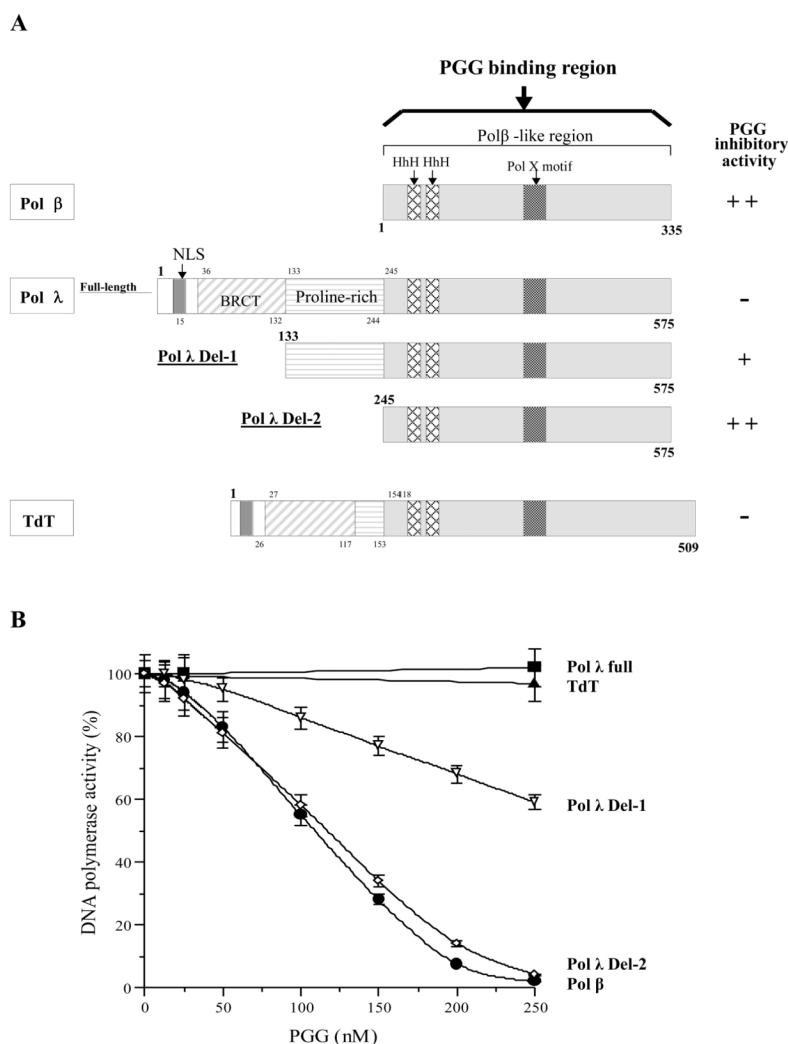 A
PGG binding region
Polβ -like region
PGG
inhibitory
activity
HhH HhH
Pol X motif
Pol β
+ +
1
335
NLS
1
36
133
245
Pol λ
Full-length
BRCT
Proline-rich
-
15
132
244
575
133
Pol λ Del-1
+
575
245
Pol λ Del-2
+ +
575
1
27
154
118
TdT
-
26
117
153
509
B
DNA polymerase activity (%)
100
80
60
40
20
0
0
50
100
150
200
250
PGG (nM)
Pol λ full
TdT
Pol λ Del-1
Pol λ Del-2
Pol β